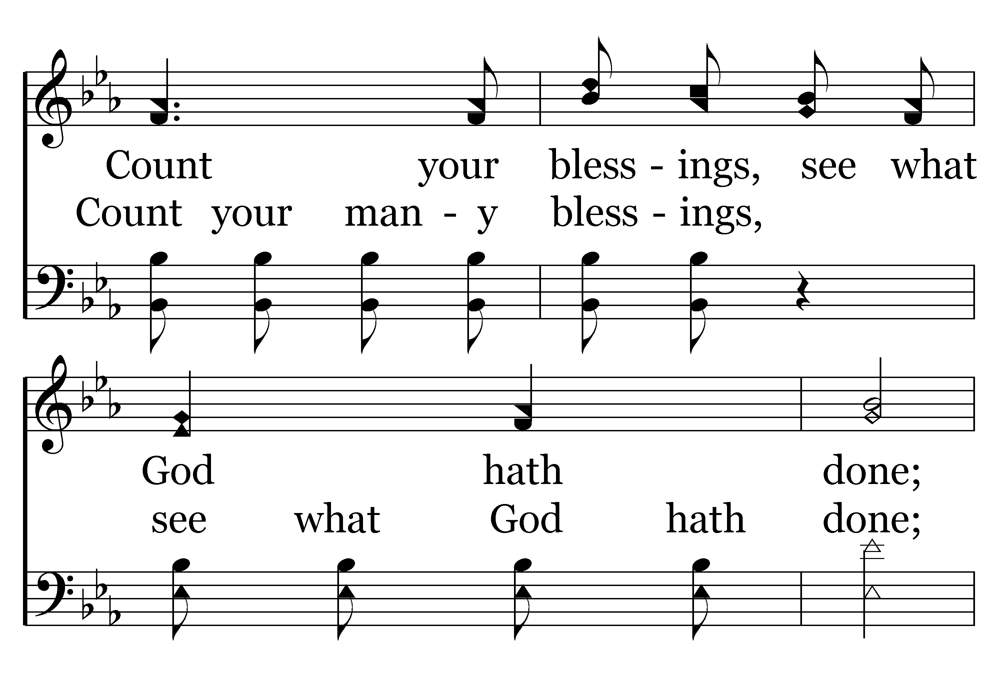 Count your bless - ings, see what
Count your man - y bless - ings,
God hath done;
see what God hath done;